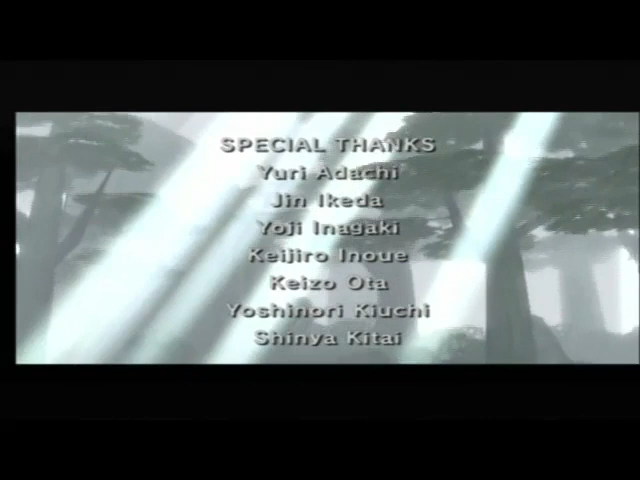 SPECIAL THANKS
Yuri Adachi
Jin Ikeda
Yoji Inagaki
Keijiro Inoue
Keizo Ota
Yoshinori Kiuchi
Shinya Kitai